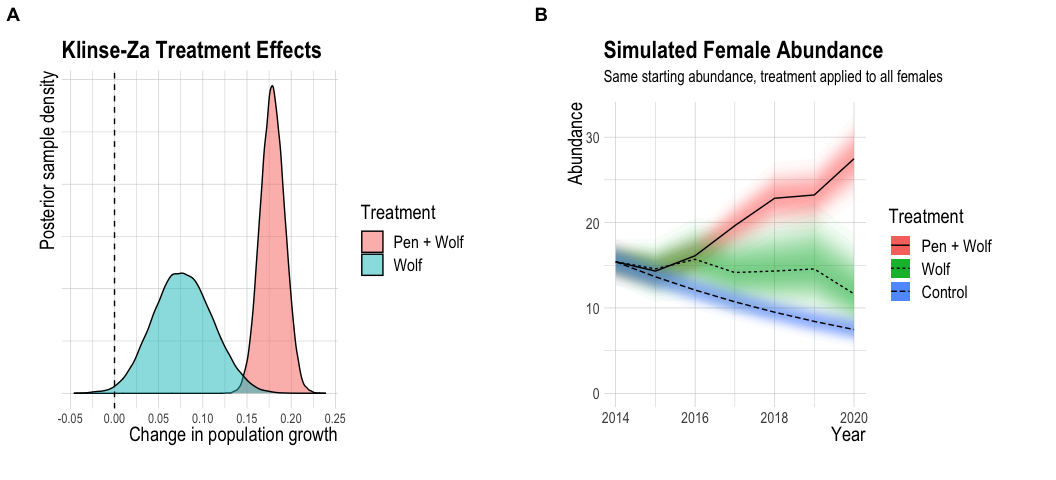 A
Klinse-Za Treatment Effects
Posterior sample density
-0.05 0.00 0.05 0.10 0.15 0.20 0.25
Change in population growth
Treatment
Pen + Wolf
Wolf
B
Simulated Female Abundance
Same starting abundance, treatment applied to all females
Abundance
30
20
10
0
2014 2016 2018 2020
Year
Treatment
Pen + Wolf
Wolf
Control